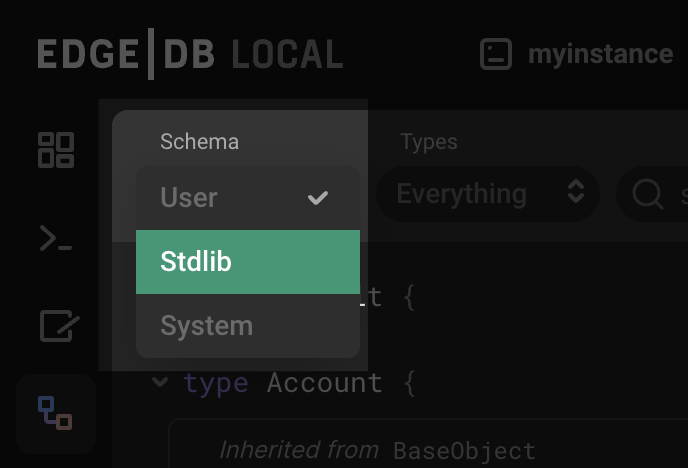 EDGE|DB LOCAL
myinstance
Schema
Types
User
Everything
Stdlib
System
t {
type Account {
Inherited from BaseObject